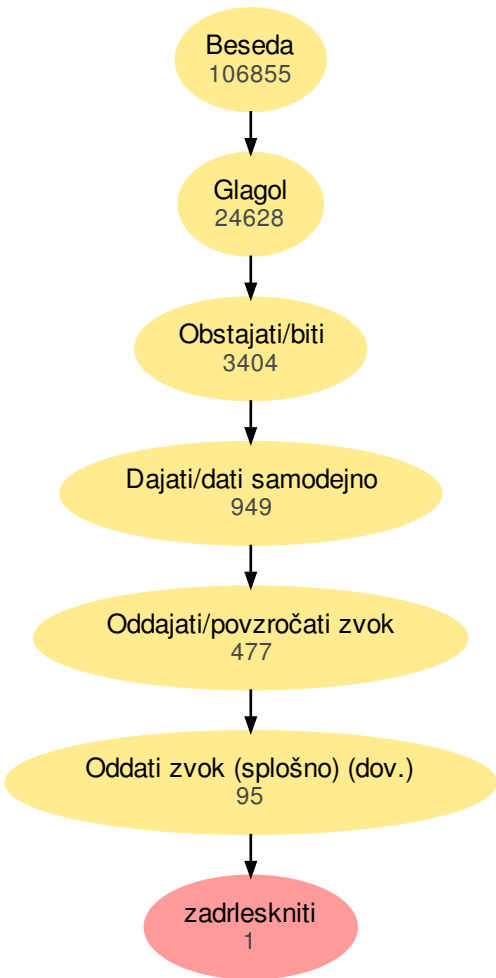 Beseda
106855
Glagol
24628
Obstajati/biti
3404
Dajati/dati samodejno
949
Oddajati/povzročati zvok
477
Oddati zvok (splošno) (dov.)
95
zadrleskniti
1